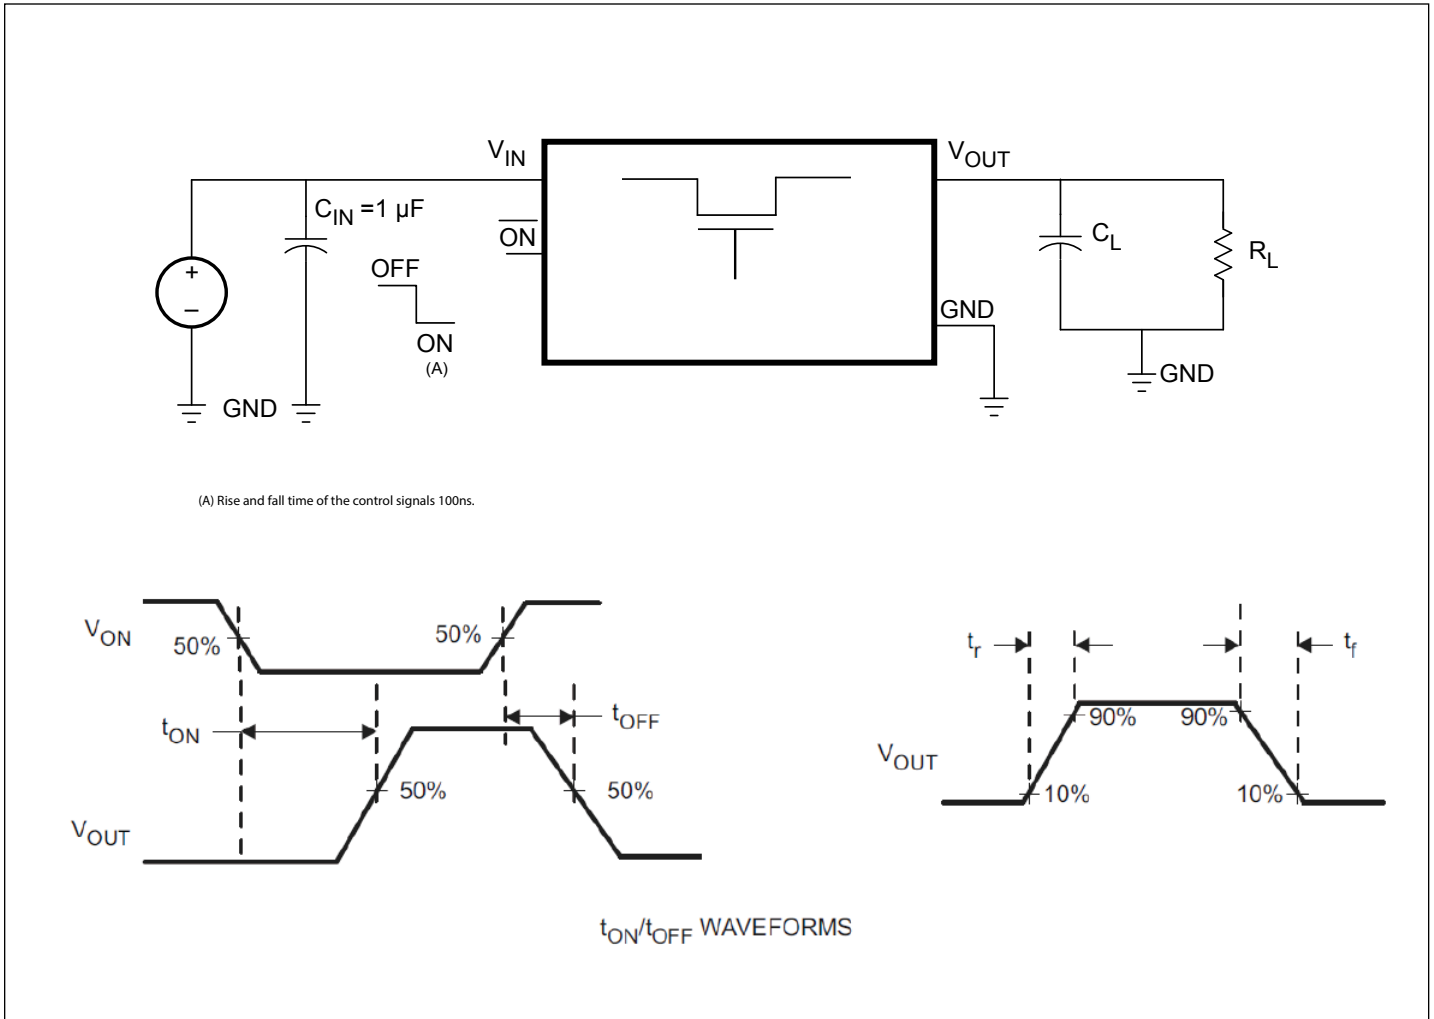 VIN
VOUT
CIN =1 µF
ON
CL
RL
OFF
+
−
GND
ON
(A)
GND
GND
(A) Rise and fall time of the control signals 100ns.
VON
50%
50%
tON
tOFF
50%
50%
VOUT
tr
tf
90%
90%
VOUT
10%
10%
tON/tOFF WAVEFORMS